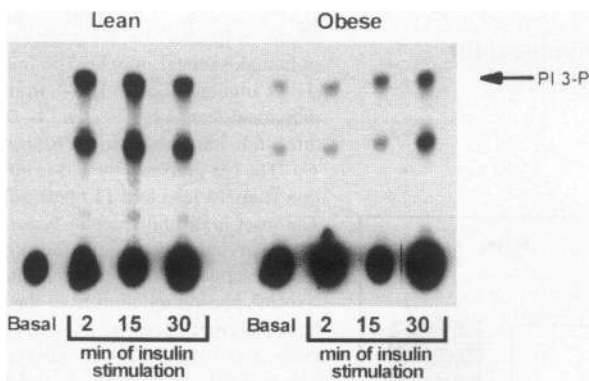 Lean Obese
PI 3-P
Basal 2 15 30 Basal 2 15 30
min of insulin min of insulin
stimulation stimulation